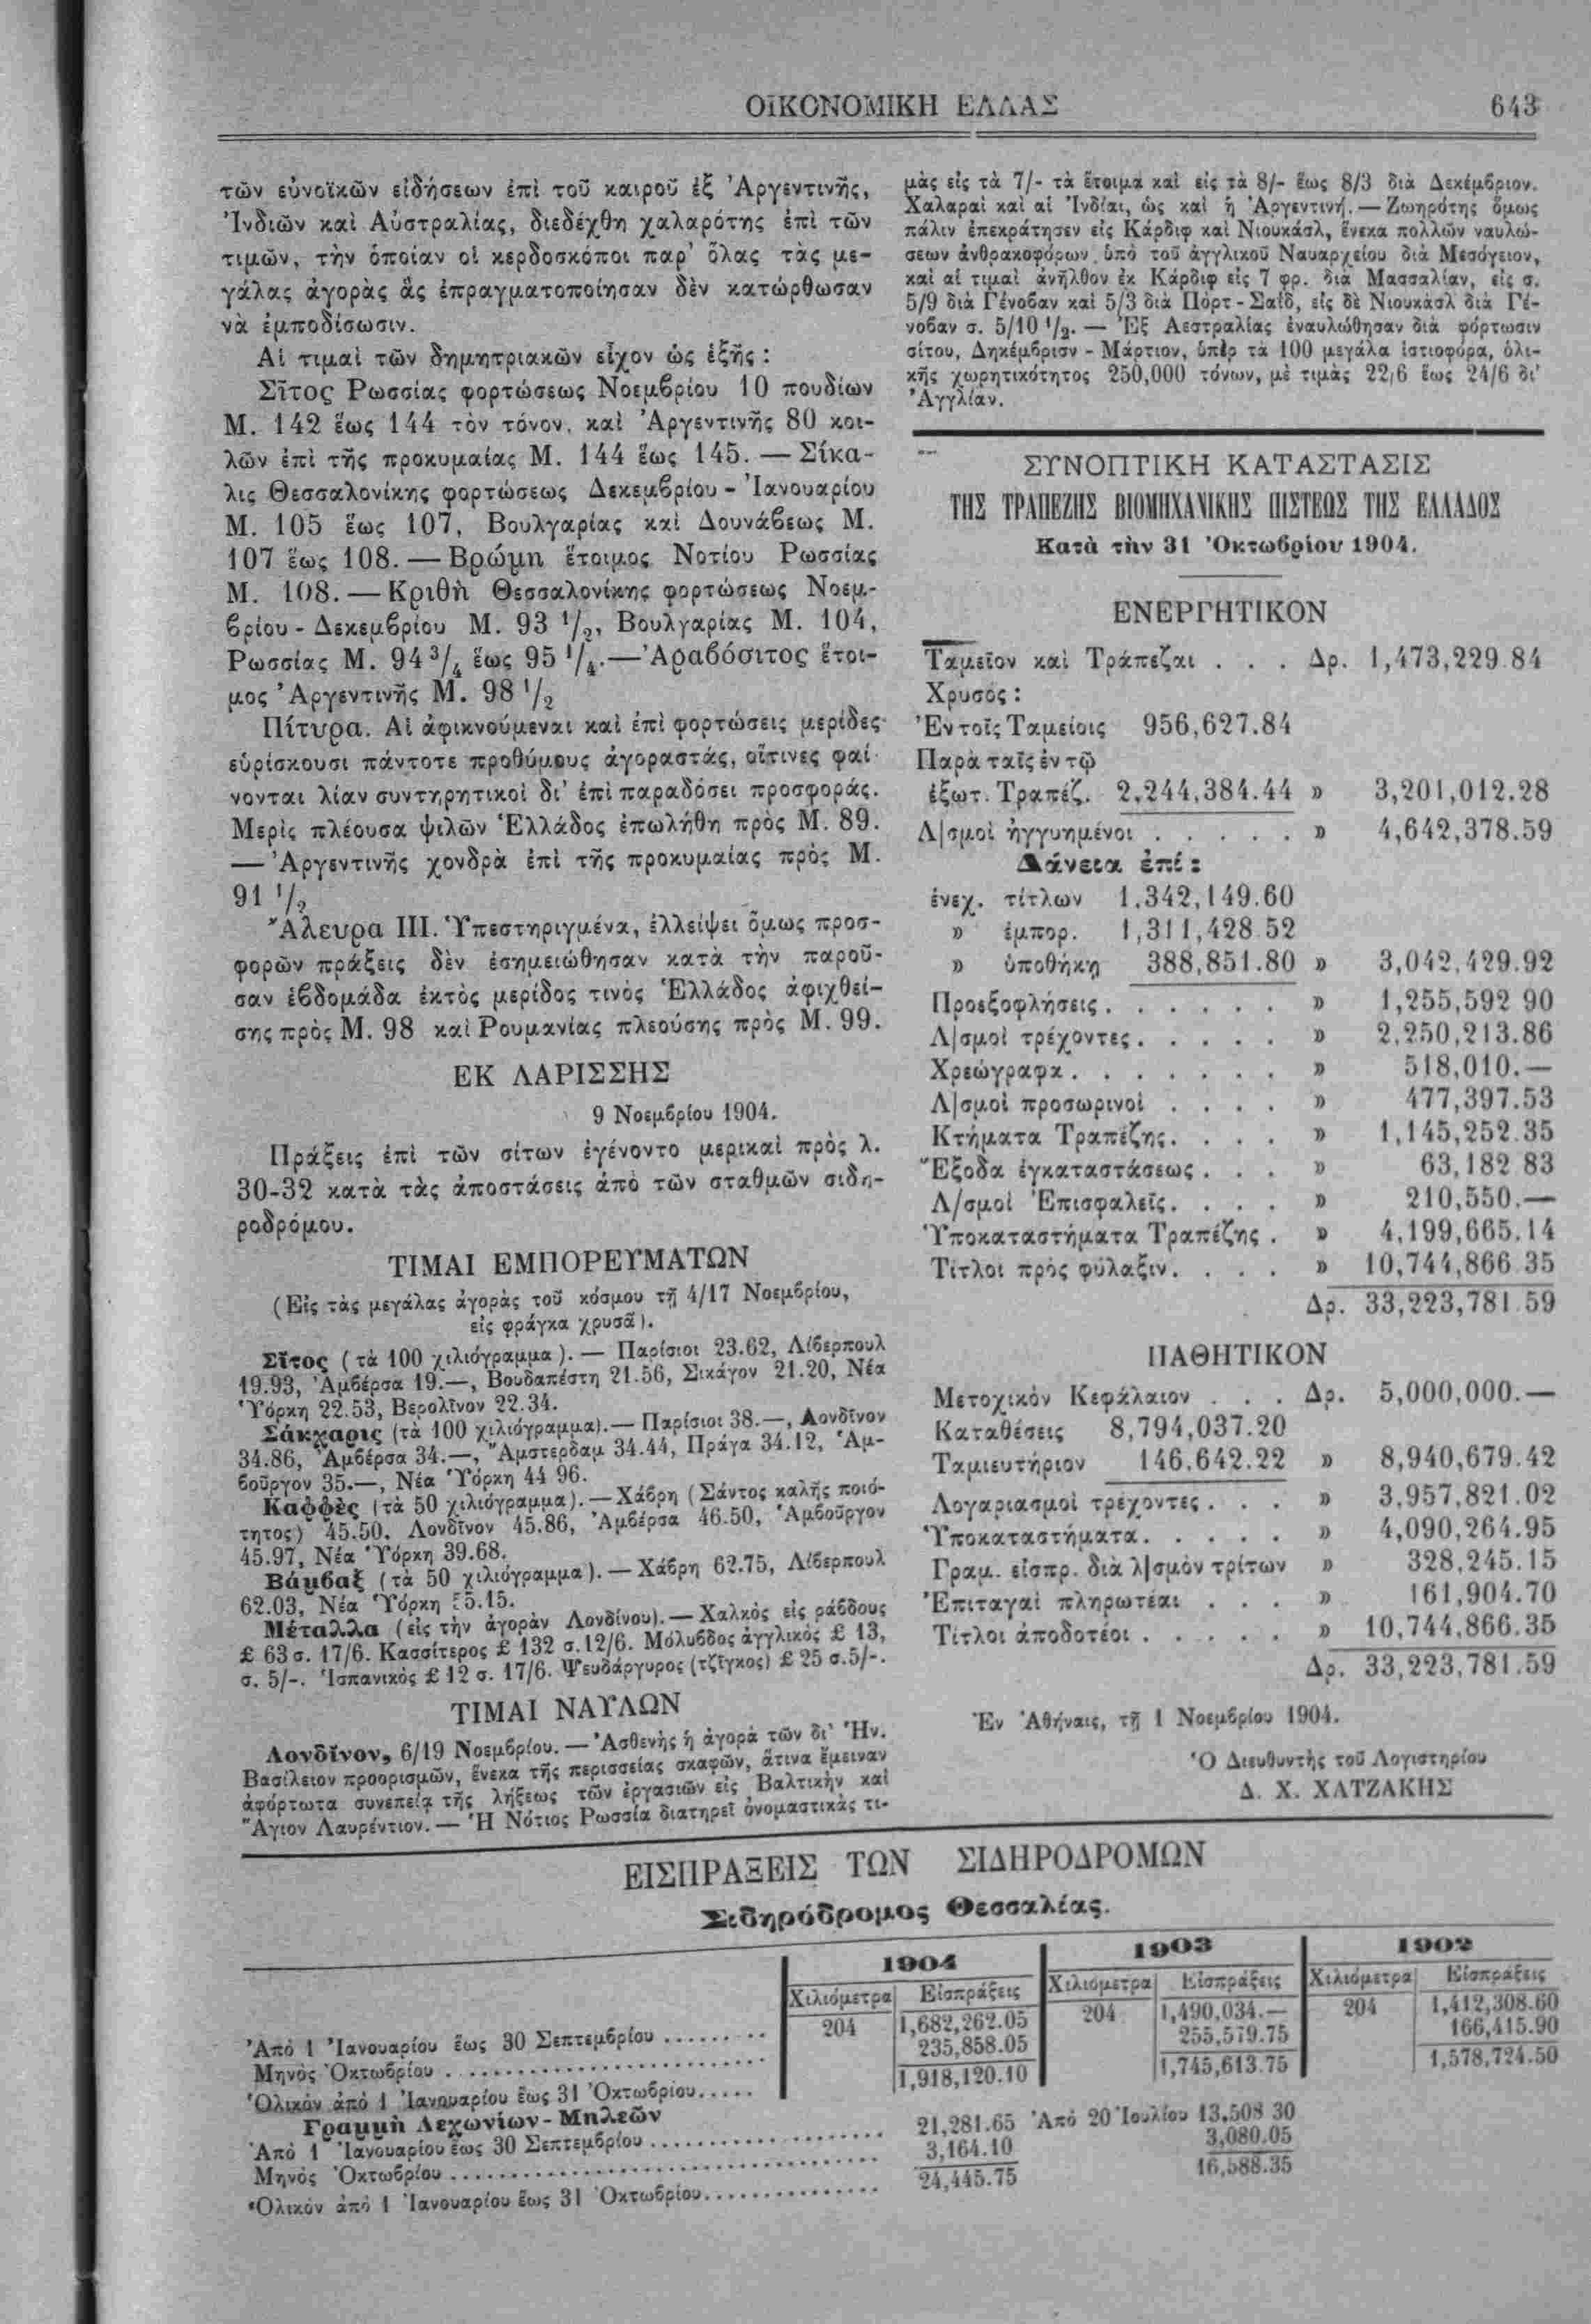 ΟΙΚΟΝΟΜΙΚΗ ΕΛΛΑΣ
643
τῶν εὐνοϊκῶν εἰδήσεων ἐπὶ τοῦ καιροῦ ἐξ Ἀργεντινῆς,
Ἰνδιῶν καὶ Αὐστραλίας, διεδέχθη χαλαρότης ἐπὶ τῶν
τιμῶν, τὴν ὁποίαν οἱ κερδοσκόποι παρ' ὅλας τὰς με-
γάλας ἀγορὰς ἃς ἐπραγματοποίησαν δὲν κατώρθωσαν
νὰ ἐμποδίσωσιν.
Αἱ τιμαὶ τῶν δημητριακῶν εἶχον ὡς ἑξῆς :
Σῖτος Ρωσσίας φορτώσεως Νοεμβρίου 10 πουδίων
Μ. 142 ἕως 144 τὸν τόνον, καὶ Ἀργεντινῆς 80 κοι-
λῶν ἐπὶ τῆς προκυμαίας Μ. 144 ἕως 145. — Σίκα-
λις Θεσσαλονίκης φορτώσεως Δεκεμβρίου - Ἰανουαρίου
Μ. 105 ἕως 107, Βουλγαρίας καὶ Δουνάβεως Μ.
107 ἕως 108. — Βρώμη ἕτοιμος Νοτίου Ρωσσίας
Μ. 108. — Κριθὴ Θεσσαλονίκης φορτώσεως Νοεμ-
βρίου - Δεκεμβρίου Μ. 93 1/2, Βουλγαρίας Μ. 104,
Ρωσσίας Μ. 94 3/4 ἕως 95 1/4.—Ἀραβόσιτος ἕτοι-
μος Ἀργεντινῆς Μ. 98 1/2
Πίτυρα. Αἱ ἀφικνούμεναι καὶ ἐπὶ φορτώσεις μερίδες
εὑρίσκουσι πάντοτε προθύμους ἀγοραστάς, οἵτινες φαί
νονται λίαν συντηρητικοὶ δι' ἐπὶ παραδόσει προσφοράς.
Μερὶς πλέουσα ψιλῶν Ἑλλάδος ἐπωλήθη πρὸς Μ. 89.
— Ἀργεντινῆς χονδρὰ ἐπὶ τῆς προκυμαίας πρὸς Μ.
91 1/2
Ἄλευρα III. Ὑπεστηριγμένα, ἐλλείψει ὅμως προσ-
φορῶν πράξεις δὲν ἐσημειώθησαν κατὰ τὴν παροῦ-
σαν ἑβδομάδα ἐκτὸς μερίδος τινὸς Ἑλλάδος ἀφιχθεί-
σης πρὸς Μ. 98 καὶ Ρουμανίας πλεούσης πρὸς Μ. 99.
ΕΚ ΛΑΡΙΣΣΗΣ
9 Νοεμβρίου 1904.
Πράξεις ἐπὶ τῶν σίτων ἐγένοντο μερικαὶ πρὸς λ.
30-32 κατὰ τὰς ἀποστάσεις ἀπὸ τῶν σταθμῶν σιδη-
ροδρόμου.
ΤΙΜΑΙ ΕΜΠΟΡΕΥΜΑΤΩΝ
(Εἰς τὰς μεγάλας ἀγορὰς τοῦ κόσμου τῇ 4/17 Νοεμβρίου,
εἰς φράγκα χρυσᾶ).
Σῖτος (τὰ 100 χιλιόγραμμα). — Παρίσιοι 23.62, Λίβερπουλ
19.93, Ἀμβέρσα 19.—, Βουδαπέστη 21.56, Σικάγον 21.20, Νέα
Ὑόρκη 22.53, Βερολῖνον 22.34.
Σάκχαρις (τὰ 100 χιλιόγραμμα).— Παρίσιοι 38.—, Λονδῖνον
34.86, Ἀμβέρσα 34.—, Ἄμστερδαμ 34.44, Πράγα 34.12, Ἀμ-
βοῦργον 35.—, Νέα Ὑόρκη 44 96.
Καφφὲς (τὰ 50 χιλιόγραμμα). — Χάβρη (Σάντος καλῆς ποιό-
τητος) 45.50, Λονδῖνον 45.86, Ἀμβέρσα 46.50, Ἀμβοῦργον
45.97, Νέα Ὑόρκη 39.68.
Βάμβαξ (τὰ 50 χιλιόγραμμα). — Χάβρη 62.75, Λίβερπουλ
62.03, Νέα Ὑόρκη 5.15.
Μέταλλα (εἰς τὴν ἀγορὰν Λονδίνου). — Χαλκὸς εἰς ράβδους
£ 63 σ. 17/6. Κασσίτερος £ 132 σ.12/6. Μόλυβδος ἀγγλικὸς £ 13,
σ. 5/-. Ἰσπανικὸς £ 12 σ. 17/6. Ψευδάργυρος (τζῖγκος) £ 25 σ.5/-.
ΤΙΜΑΙ ΝΑΥΛΩΝ
Λονδῖνον, 6/19 Νοεμβρίου. — Ἀσθενὴς ἡ ἀγορὰ τῶν δι' Ἡν.
Βασίλειον προορισμῶν, ἕνεκα τῆς περισσείας σκαφῶν, ἅτινα ἔμειναν
ἀφόρτωτα συνεπείᾳ τῆς λήξεως τῶν ἐργασιῶν εἰς Βαλτικὴν καὶ
Ἅγιον Λαυρέντιον. — Ἡ Νότιος Ρωσσία διατηρεῖ ὀνομαστικὰς τι-
μὰς εἰς τὰ 7/- τὰ ἕτοιμα καὶ εἰς τὰ 8/- ἕως 8/3 διὰ Δεκέμβριον.
Χαλαραὶ καὶ αἱ Ἰνδίαι, ὡς καὶ ἡ Ἀργεντινή. — Ζωηρότης ὅμως
πάλιν ἐπεκράτησεν εἰς Κάρδιφ καὶ Νιουκάσλ, ἕνεκα πολλῶν ναυλώ-
σεων ἀνθρακοφόρων ὑπὸ τοῦ ἀγγλικοῦ Ναυαρχείου διὰ Μεσόγειον,
καὶ αἱ τιμαὶ ἀνῆλθον ἐκ Κάρδιφ εἰς 7 φρ. διὰ Μασσαλίαν, εἰς σ.
5/9 διὰ Γένοβαν καὶ 5/3 διὰ Πόρτ - Σαΐδ, εἰς δὲ Νιουκάσλ διὰ Γέ-
νοβαν σ. 5/10 1/2. — Ἐξ Αεστραλίας ἐναυλώθησαν διὰ φόρτωσιν
σίτου, Δηκέμβρισν - Μάρτιον, ὑπὲρ τὰ 100 μεγάλα ἱστιοφόρα, ὁλι-
κῆς χωρητικότητος 250,000 τόνων, μὲ τιμὰς 22/6 ἕως 24/6 δι'
Ἀγγλίαν.
ΣΥΝΟΠΤΙΚΗ ΚΑΤΑΣΤΑΣΙΣ
ΤΗΣ ΤΡΑΠΕΖΗΣ ΒΙΟΜΗΧΑΝΙΚΗΣ ΠΙΣΤΕΩΣ ΤΗΣ ΕΛΛΑΔΟΣ
Κατὰ τὴν 31 Ὀκτωβρίου 1904.
ΕΝΕΡΓΗΤΙΚΟΝ
Ταμεῖον καὶ Τράπεζαι . . . Δρ. 1,473,229 84
Χρυσός :
Ἐν τοῖς Ταμείοις 956,627.84
Παρὰ ταῖς ἐν τῷ
ἐξωτ. Τραπέζ. 2,244,384.44 » 3,201,012.28
Λ|σμοὶ ἠγγυημένοι . . . . . » 4,642,378.59
Δάνεια ἐπί :
ἐνεχ. τίτλων 1.342,149.60
» ἐμπορ. 1,311,428 52
» ὑποθήκῃ 388,851.80 » 3,042,429.92
Προεξοφλήσεις . . . . . . » 1,255,592 90
Λ|σμοὶ τρέχοντες . . . . . » 2,250,213.86
Χρεώγραφα . . . . . . . » 518,010.—
Λ|σμοὶ προσωρινοὶ . . . . » 477,397.53
Κτήματα Τραπέζης . . . . » 1,145,252.35
Ἔξοδα ἐγκαταστάσεως . . . » 63,182 83
Λ/σμοὶ Ἐπισφαλεῖς . . . . » 210,550.—
Ὑποκαταστήματα Τραπέζης . » 4,199,665.14
Τίτλοι πρὸς φύλαξιν . . . . » 10,744,866 35
Δρ. 33,223,781 59
ΠΑΘΗΤΙΚΟΝ
Μετοχικὸν Κεφάλαιον . . . Δρ. 5,000,000.—
Καταθέσεις 8,794,037.20
Ταμιευτήριον 146,642.22 » 8,940,679.42
Λογαριασμοὶ τρέχοντες . . . » 3,957,821.02
Ὑποκαταστήματα . . . . . » 4,090,264.95
Γραμ. εἰσπρ. διὰ λ|σμὸν τρίτων » 328,245.15
Ἐπιταγαὶ πληρωτέαι . . . » 161,904.70
Τίτλοι ἀποδοτέοι . . . . . » 10,744,866.35
Δρ. 33,223,781.59
Ἐν Ἀθήναις, τῇ 1 Νοεμβρίου 1904.
Ὁ Διευθυντὴς τοῦ Λογιστηρίου
Δ. Χ. ΧΑΤΖΑΚΗΣ
ΕΙΣΠΡΑΞΕΙΣ ΤΩΝ ΣΙΔΗΡΟΔΡΟΜΩΝ
Σιδηρόδρομος Θεσσαλίας.
1904 1903 1902
Χιλιόμετρα Εἰσπράξεις Χιλιόμετρα Εἰσπράξεις Χιλιόμετρα Εἰσπράξεις
Ἀπὸ 1 Ἰανουαρίου ἕως 30 Σεπτεμβρίου ......... 204 1,682,262.05 204 1,490,034.— 204 1,412,308.60
Μηνὸς Ὀκτωβρίου ......... 235,858.05 255,579.75 166,415.90
Ὁλικὸν ἀπὸ 1 Ἰανουαρίου ἕως 31 Ὀκτωβρίου..... 1,918,120.10 1,745,613.75 1,578,724.50
Γραμμὴ Λεχωνίων - Μηλεῶν
Ἀπὸ 1 Ἰανουαρίου ἕως 30 Σεπτεμβρίου ......... 21,281.65 Ἀπὸ 20 Ἰουλίου 13,508 30
Μηνὸς Ὀκτωβρίου ......... 3,164.10 3,080.05
Ὁλικὸν ἀπὸ 1 Ἰανουαρίου ἕως 31 Ὀκτωβρίου......... 24,445.75 16,588.35